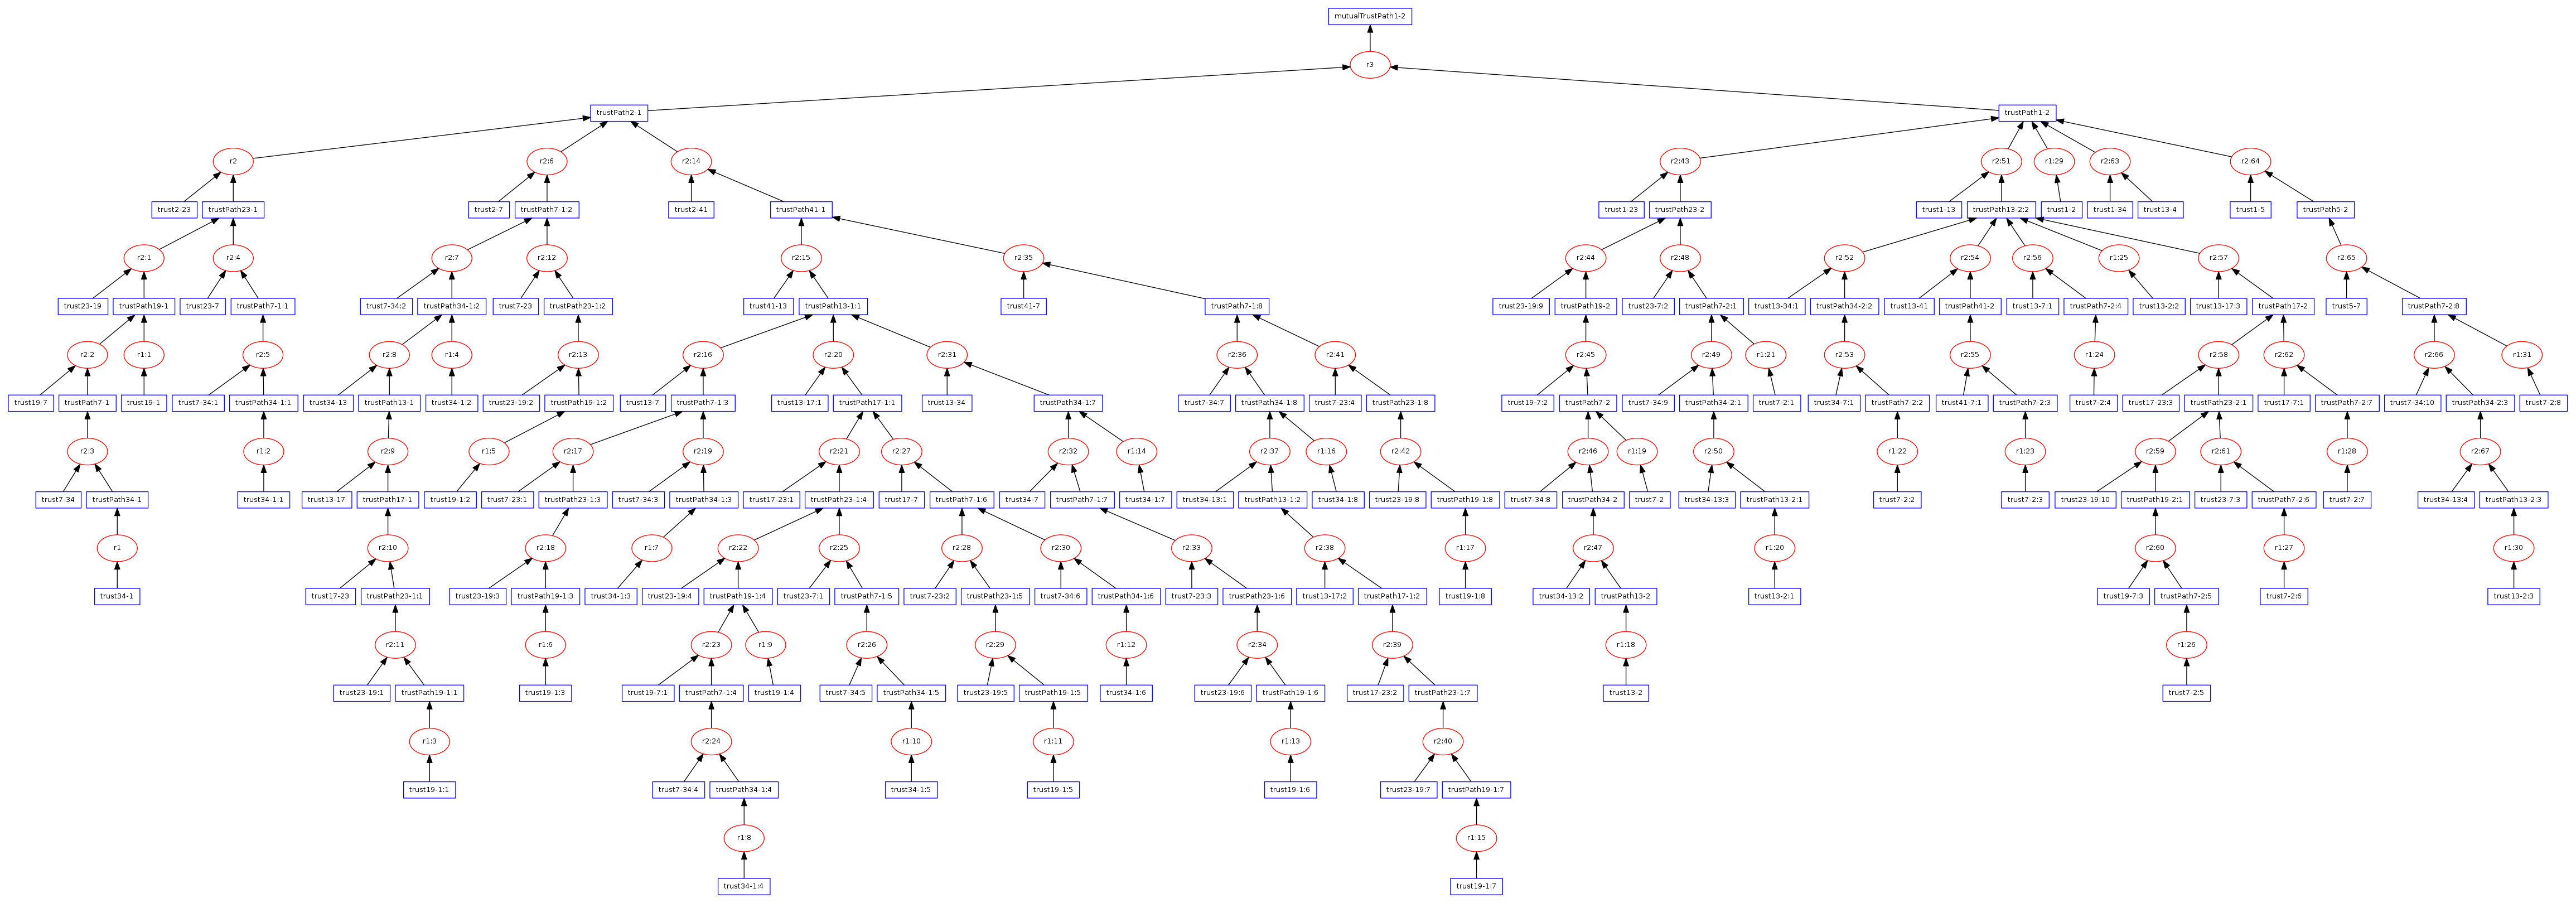 mutualTrustPath1-2
r3
trustPath2-1
trustPath1-2
r2
r2:6
r2:14
r2:43
r2:51
r1:29
r2:63
r2:64
trust2-23
trustPath23-1
trust2-7
trustPath7-1:2
trust2-41
trustPath41-1
trust1-23
trustPath23-2
trust1-13
trustPath13-2:2
trust1-2
trust1-34
trust13-4
trust1-5
trustPath5-2
r2:1
r2:4
r2:7
r2:12
r2:15
r2:35
r2:44
r2:48
r2:52
r2:54
r2:56
r1:25
r2:57
r2:65
trust23-19
trustPath19-1
trust23-7
trustPath7-1:1
trust7-34:2
trustPath34-1:2
trust7-23
trustPath23-1:2
trust41-13
trustPath13-1:1
trust41-7
trustPath7-1:8
trust23-19:9
trustPath19-2
trust23-7:2
trustPath7-2:1
trust13-34:1
trustPath34-2:2
trust13-41
trustPath41-2
trust13-7:1
trustPath7-2:4
trust13-2:2
trust13-17:3
trustPath17-2
trust5-7
trustPath7-2:8
r2:2
r1:1
r2:5
r2:8
r1:4
r2:13
r2:16
r2:20
r2:31
r2:36
r2:41
r2:45
r2:49
r1:21
r2:53
r2:55
r1:24
r2:58
r2:62
r2:66
r1:31
trust19-7
trustPath7-1
trust19-1
trust7-34:1
trustPath34-1:1
trust34-13
trustPath13-1
trust34-1:2
trust23-19:2
trustPath19-1:2
trust13-7
trustPath7-1:3
trust13-17:1
trustPath17-1:1
trust13-34
trustPath34-1:7
trust7-34:7
trustPath34-1:8
trust7-23:4
trustPath23-1:8
trust19-7:2
trustPath7-2
trust7-34:9
trustPath34-2:1
trust7-2:1
trust34-7:1
trustPath7-2:2
trust41-7:1
trustPath7-2:3
trust7-2:4
trust17-23:3
trustPath23-2:1
trust17-7:1
trustPath7-2:7
trust7-34:10
trustPath34-2:3
trust7-2:8
r2:3
r1:2
r2:9
r1:5
r2:17
r2:19
r2:21
r2:27
r2:32
r1:14
r2:37
r1:16
r2:42
r2:46
r1:19
r2:50
r1:22
r1:23
r2:59
r2:61
r1:28
r2:67
trust7-34
trustPath34-1
trust34-1:1
trust13-17
trustPath17-1
trust19-1:2
trust7-23:1
trustPath23-1:3
trust7-34:3
trustPath34-1:3
trust17-23:1
trustPath23-1:4
trust17-7
trustPath7-1:6
trust34-7
trustPath7-1:7
trust34-1:7
trust34-13:1
trustPath13-1:2
trust34-1:8
trust23-19:8
trustPath19-1:8
trust7-34:8
trustPath34-2
trust7-2
trust34-13:3
trustPath13-2:1
trust7-2:2
trust7-2:3
trust23-19:10
trustPath19-2:1
trust23-7:3
trustPath7-2:6
trust7-2:7
trust34-13:4
trustPath13-2:3
r1
r2:10
r2:18
r1:7
r2:22
r2:25
r2:28
r2:30
r2:33
r2:38
r1:17
r2:47
r1:20
r2:60
r1:27
r1:30
trust34-1
trust17-23
trustPath23-1:1
trust23-19:3
trustPath19-1:3
trust34-1:3
trust23-19:4
trustPath19-1:4
trust23-7:1
trustPath7-1:5
trust7-23:2
trustPath23-1:5
trust7-34:6
trustPath34-1:6
trust7-23:3
trustPath23-1:6
trust13-17:2
trustPath17-1:2
trust19-1:8
trust34-13:2
trustPath13-2
trust13-2:1
trust19-7:3
trustPath7-2:5
trust7-2:6
trust13-2:3
r2:11
r1:6
r2:23
r1:9
r2:26
r2:29
r1:12
r2:34
r2:39
r1:18
r1:26
trust23-19:1
trustPath19-1:1
trust19-1:3
trust19-7:1
trustPath7-1:4
trust19-1:4
trust7-34:5
trustPath34-1:5
trust23-19:5
trustPath19-1:5
trust34-1:6
trust23-19:6
trustPath19-1:6
trust17-23:2
trustPath23-1:7
trust13-2
trust7-2:5
r1:3
r2:24
r1:10
r1:11
r1:13
r2:40
trust19-1:1
trust7-34:4
trustPath34-1:4
trust34-1:5
trust19-1:5
trust19-1:6
trust23-19:7
trustPath19-1:7
r1:8
r1:15
trust34-1:4
trust19-1:7